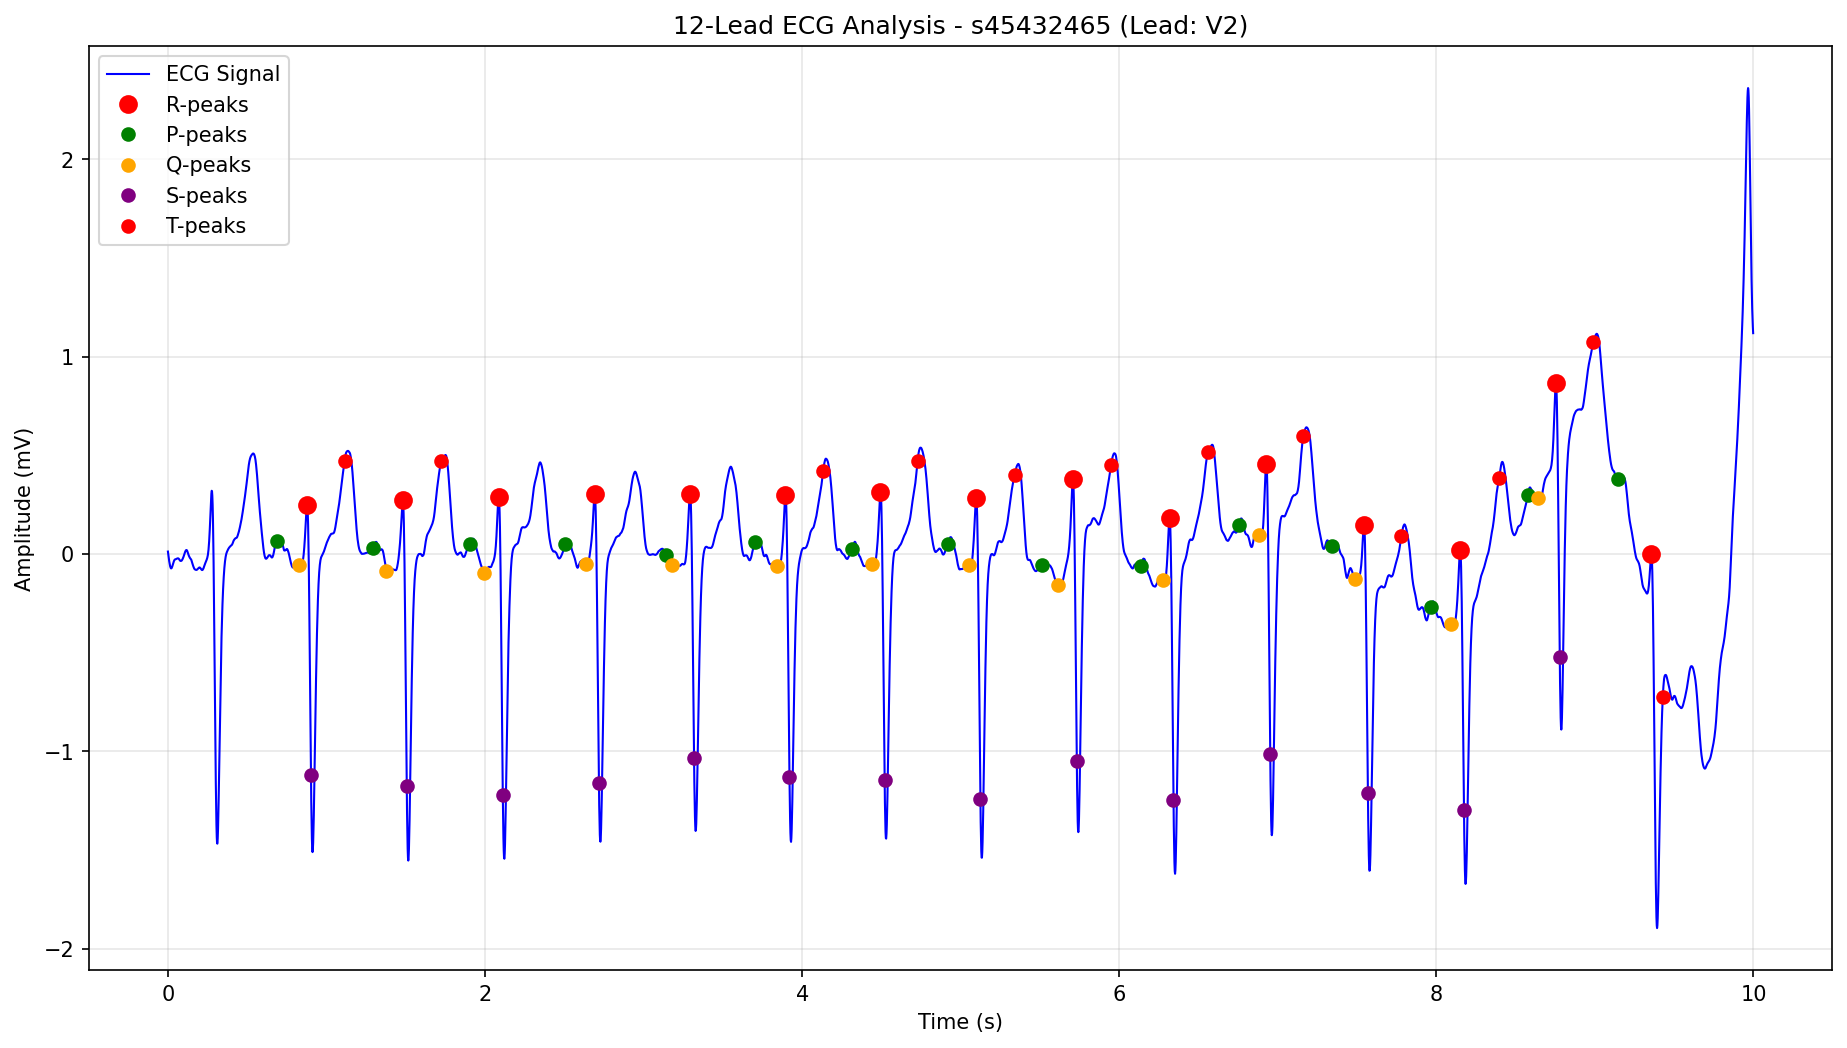 12-Lead ECG Analysis - s45432465 (Lead: V2)
ECG Signal
R-peaks
P-peaks
Q-peaks
S-peaks
T-peaks
Amplitude (mV)
2
1
0
−1
−2
0 2 4 6 8 10
Time (s)